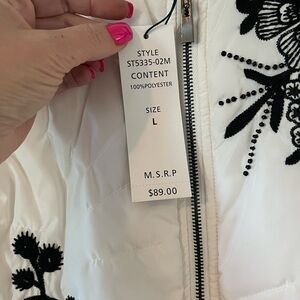 STYLE
ST5335-02M
CONTENT
100%POLYESTER
SIZE
L
M.S.R.P
$89.00